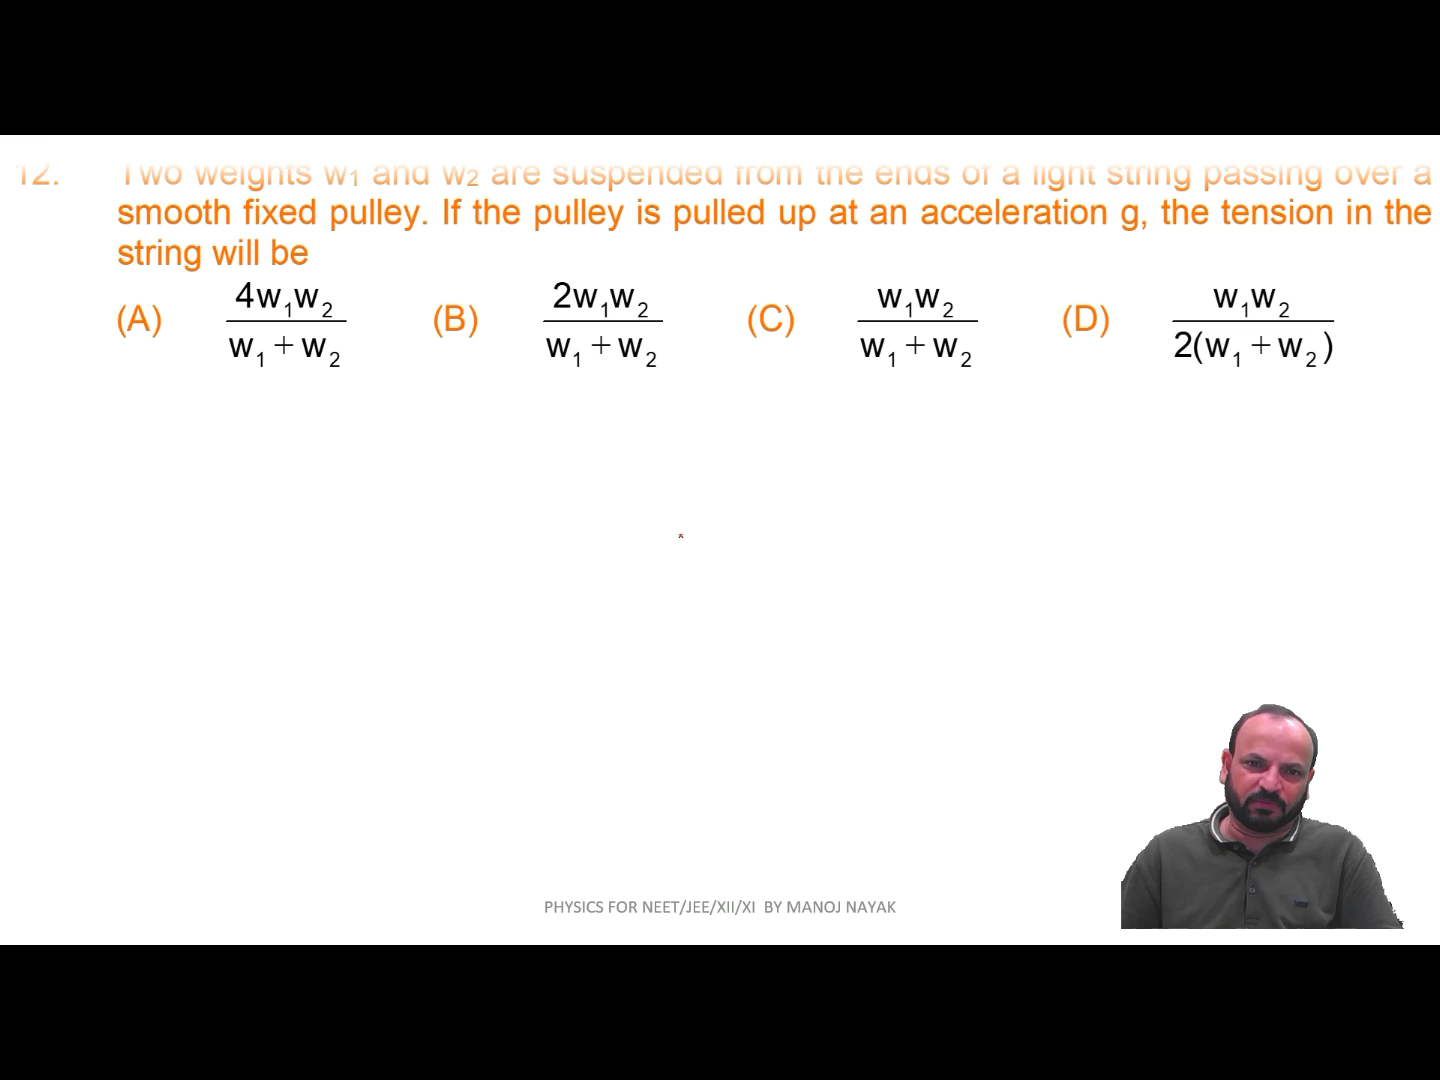 12. Two weights w₁ and w₂ are suspended from the ends of a light string passing over a
smooth fixed pulley. If the pulley is pulled up at an acceleration g, the tension in the
string will be
(A) 4w₁w₂ / (w₁ + w₂) (B) 2w₁w₂ / (w₁ + w₂) (C) w₁w₂ / (w₁ + w₂) (D) w₁w₂ / 2(w₁ + w₂)
PHYSICS FOR NEET/JEE/XII/XI BY MANOJ NAYAK